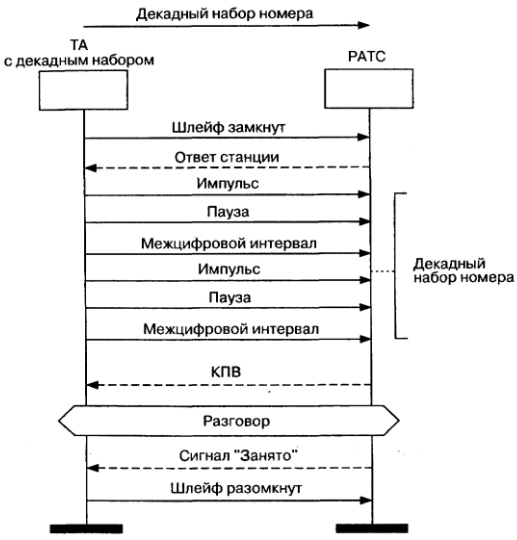 Декадный набор номера
ТА
с декадным набором
РАТС
Шлейф замкнут
Ответ станции
Импульс
Пауза
Межцифровой интервал
Импульс
Декадный
набор номера
Пауза
Межцифровой интервал
КПВ
Разговор
Сигнал "Занято"
Шлейф разомкнут